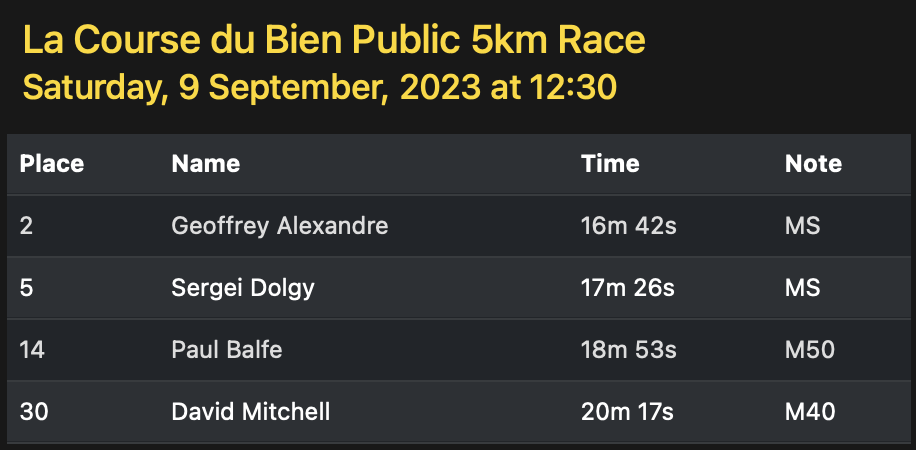 La Course du Bien Public 5km Race
Saturday, 9 September, 2023 at 12:30
Place Name Time Note
2 Geoffrey Alexandre 16m 42s MS
5 Sergei Dolgy 17m 26s MS
14 Paul Balfe 18m 53s M50
30 David Mitchell 20m 17s M40